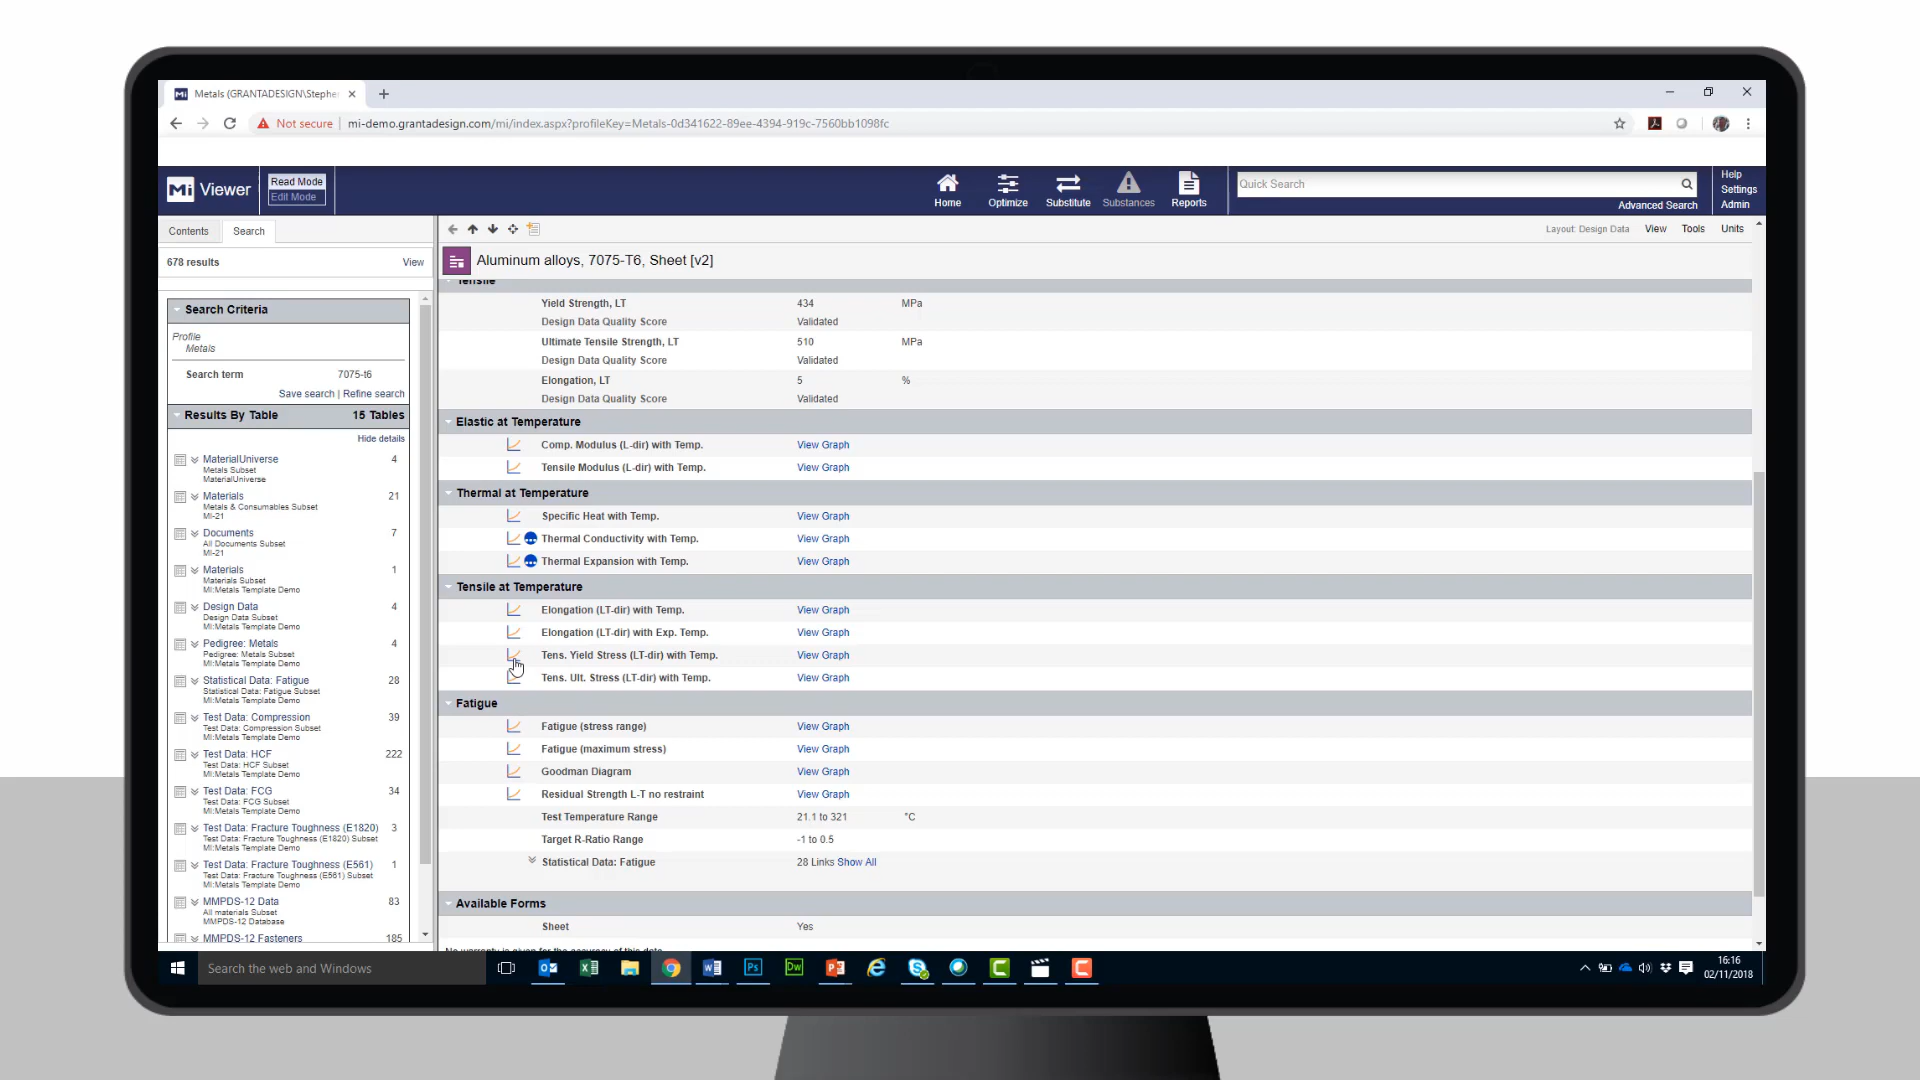 Metals (GRANTADESIGN\Stephe
Not secure | mi-demo.grantadesign.com/mi/index.aspx?profileKey=Metals-0d341622-89ee-4394-919c-7560bb1098fc
Mi Viewer
Read Mode
Edit Mode
Home
Optimize
Substitute
Substances
Reports
Quick Search
Advanced Search
Help
Settings
Admin
Contents
Search
Layout: Design Data
View
Tools
Units
678 results
View
Aluminum alloys, 7075-T6, Sheet [v2]
Search Criteria
Profile
Metals
Search term 7075-t6
Save search | Refine search
Results By Table 15 Tables
Hide details
MaterialUniverse 4
Metals Subset
MaterialUniverse
Materials 21
Metals & Consumables Subset
MI-21
Documents 7
All Documents Subset
MI-21
Materials 1
Materials Subset
MI:Metals Template Demo
Design Data 4
Design Data Subset
MI:Metals Template Demo
Pedigree: Metals 4
Pedigree: Metals Subset
MI:Metals Template Demo
Statistical Data: Fatigue 28
Statistical Data: Fatigue Subset
MI:Metals Template Demo
Test Data: Compression 39
Test Data: Compression Subset
MI:Metals Template Demo
Test Data: HCF 222
Test Data: HCF Subset
MI:Metals Template Demo
Test Data: FCG 34
Test Data: FCG Subset
MI:Metals Template Demo
Test Data: Fracture Toughness (E1820) 3
Test Data: Fracture Toughness (E1820) Subset
MI:Metals Template Demo
Test Data: Fracture Toughness (E561) 1
Test Data: Fracture Toughness (E561) Subset
MI:Metals Template Demo
MMPDS-12 Data 83
All materials Subset
MMPDS-12 Database
MMPDS-12 Fasteners 185
Tensile
Yield Strength, LT 434 MPa
Design Data Quality Score Validated
Ultimate Tensile Strength, LT 510 MPa
Design Data Quality Score Validated
Elongation, LT 5 %
Design Data Quality Score Validated
Elastic at Temperature
Comp. Modulus (L-dir) with Temp. View Graph
Tensile Modulus (L-dir) with Temp. View Graph
Thermal at Temperature
Specific Heat with Temp. View Graph
Thermal Conductivity with Temp. View Graph
Thermal Expansion with Temp. View Graph
Tensile at Temperature
Elongation (LT-dir) with Temp. View Graph
Elongation (LT-dir) with Exp. Temp. View Graph
Tens. Yield Stress (LT-dir) with Temp. View Graph
Tens. Ult. Stress (LT-dir) with Temp. View Graph
Fatigue
Fatigue (stress range) View Graph
Fatigue (maximum stress) View Graph
Goodman Diagram View Graph
Residual Strength L-T no restraint View Graph
Test Temperature Range 21.1 to 321 °C
Target R-Ratio Range -1 to 0.5
Statistical Data: Fatigue 28 Links Show All
Available Forms
Sheet Yes
No warranty is given for the accuracy of this data
Search the web and Windows
16:16
02/11/2018